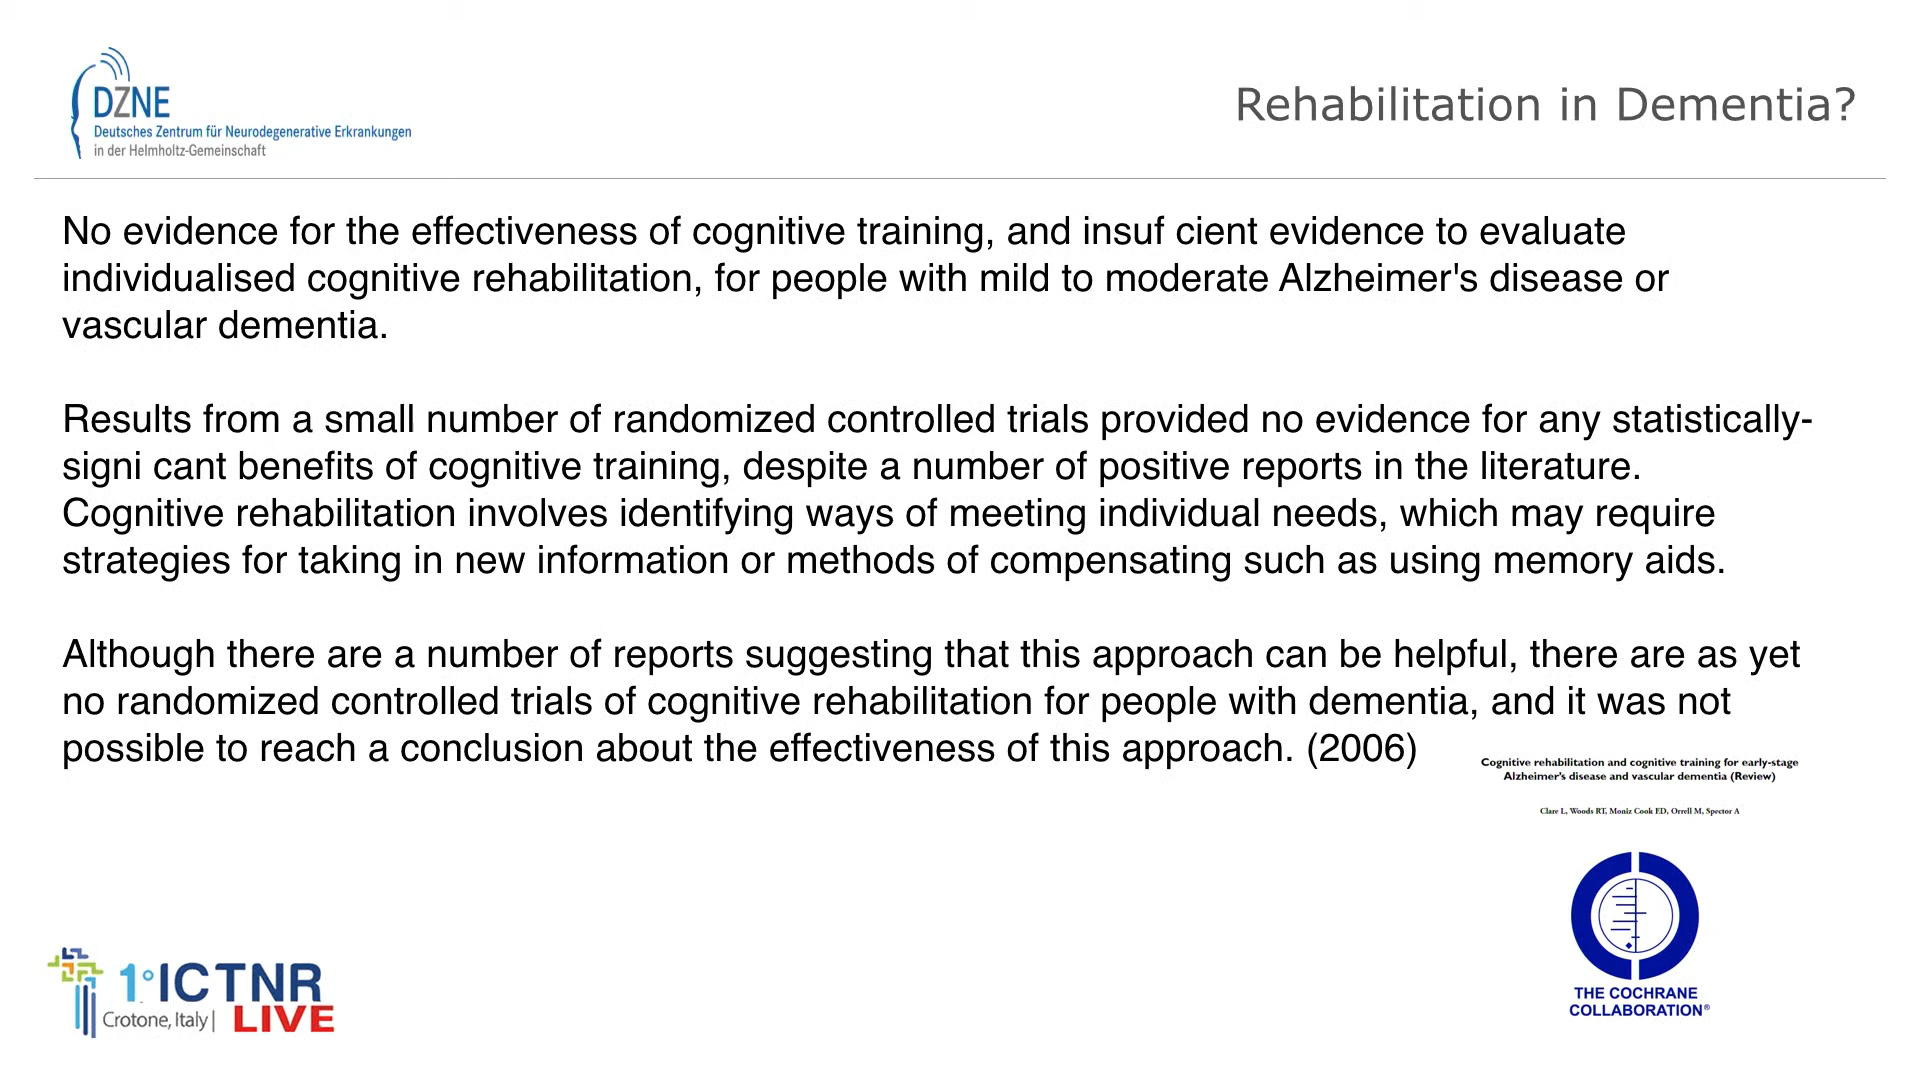 DZNE
Deutsches Zentrum für Neurodegenerative Erkrankungen
in der Helmholtz-Gemeinschaft
Rehabilitation in Dementia?
No evidence for the effectiveness of cognitive training, and insuf cient evidence to evaluate
individualised cognitive rehabilitation, for people with mild to moderate Alzheimer's disease or
vascular dementia.
Results from a small number of randomized controlled trials provided no evidence for any statistically-
signi cant benefits of cognitive training, despite a number of positive reports in the literature.
Cognitive rehabilitation involves identifying ways of meeting individual needs, which may require
strategies for taking in new information or methods of compensating such as using memory aids.
Although there are a number of reports suggesting that this approach can be helpful, there are as yet
no randomized controlled trials of cognitive rehabilitation for people with dementia, and it was not
possible to reach a conclusion about the effectiveness of this approach. (2006)
Cognitive rehabilitation and cognitive training for early-stage
Alzheimer's disease and vascular dementia (Review)
Clare L, Woods RT, Moniz Cook ED, Orrell M, Spector A
THE COCHRANE
COLLABORATION®
1° ICTNR
Crotone, Italy | LIVE